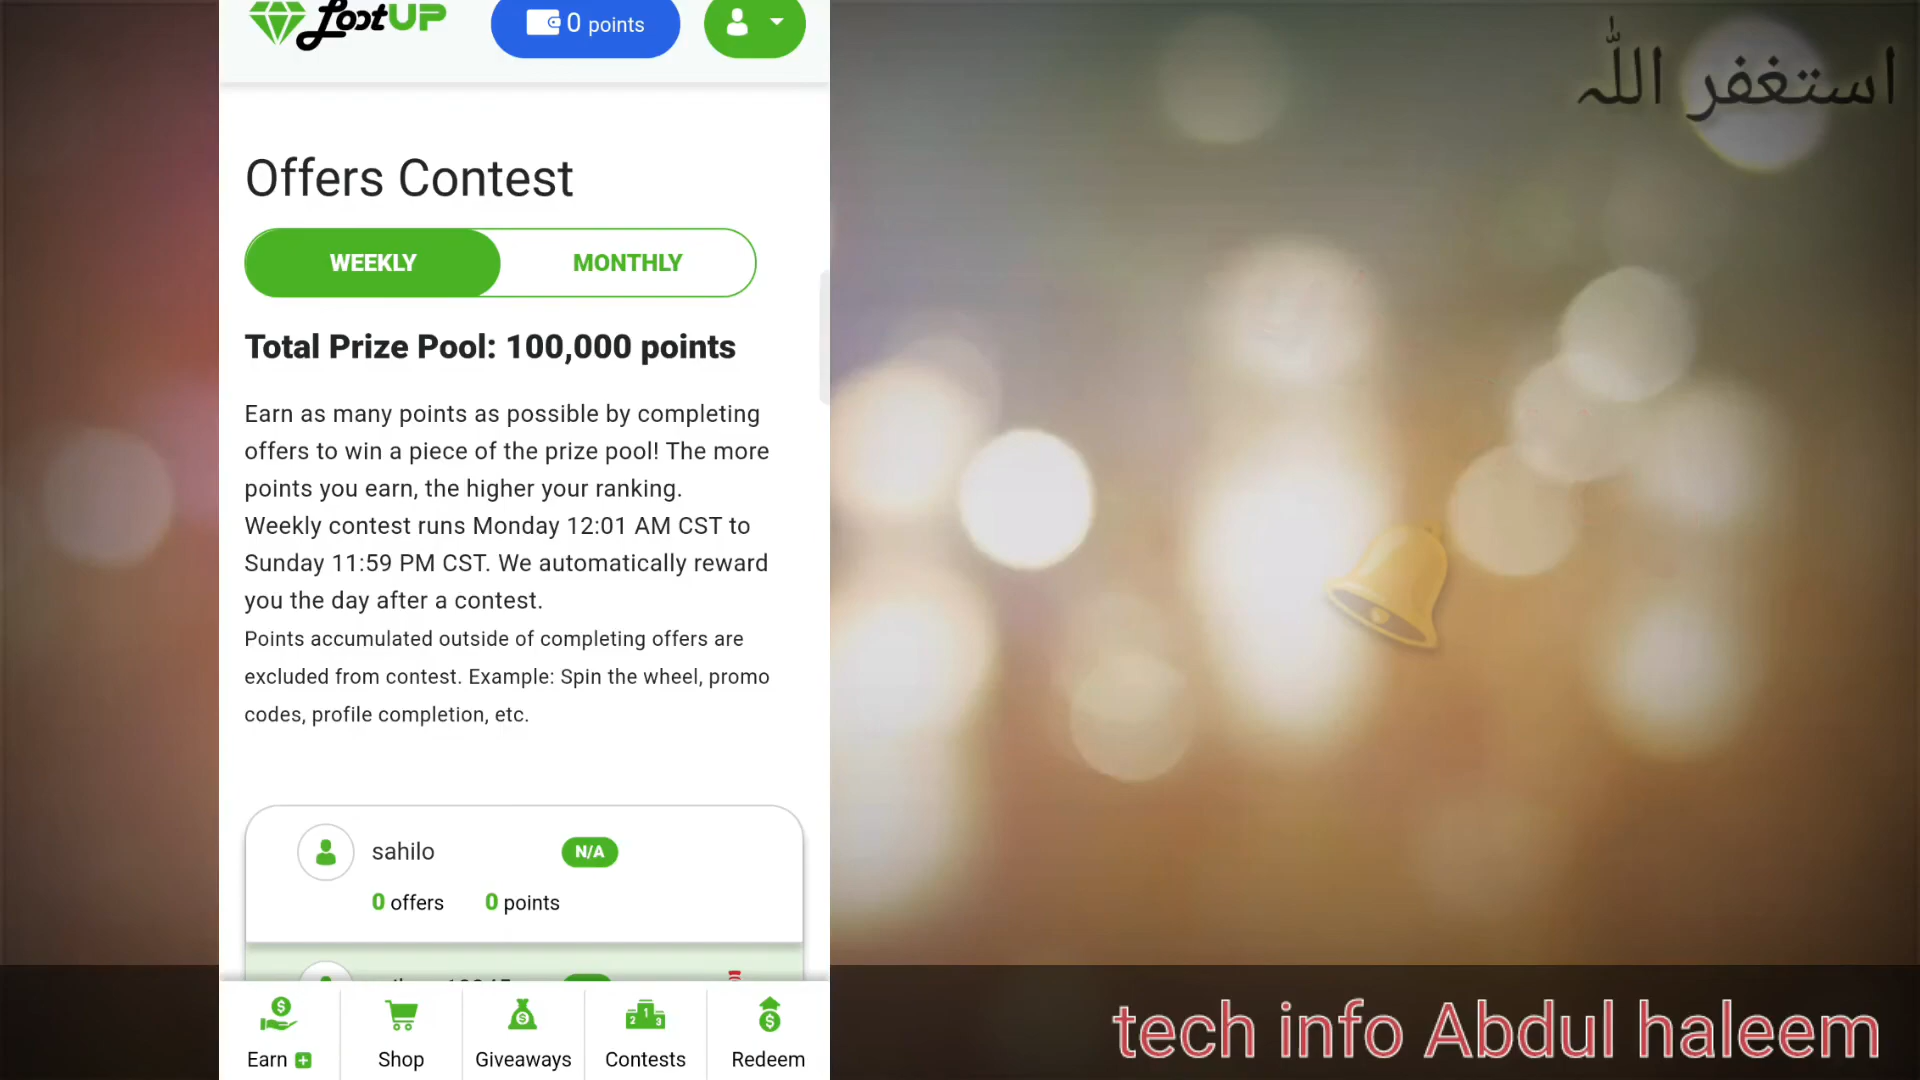 LootUP
0 points
استغفر اللہ
Offers Contest
WEEKLY
MONTHLY
Total Prize Pool: 100,000 points
Earn as many points as possible by completing
offers to win a piece of the prize pool! The more
points you earn, the higher your ranking.
Weekly contest runs Monday 12:01 AM CST to
Sunday 11:59 PM CST. We automatically reward
you the day after a contest.
Points accumulated outside of completing offers are
excluded from contest. Example: Spin the wheel, promo
codes, profile completion, etc.
sahilo
N/A
0 offers
0 points
Earn
Shop
Giveaways
Contests
Redeem
tech info Abdul haleem